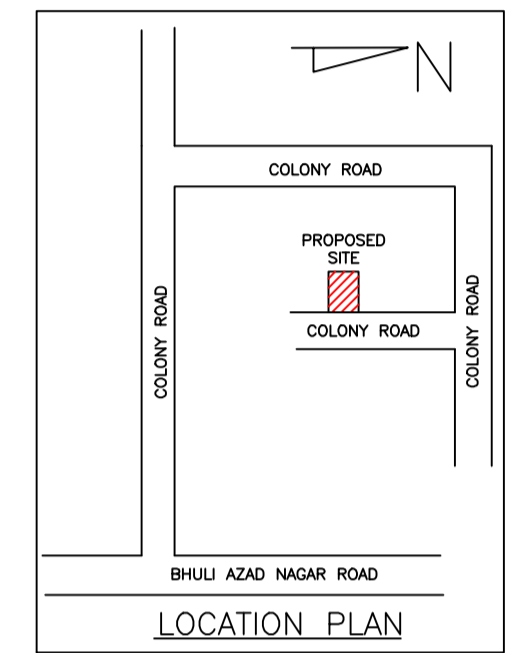 N
COLONY ROAD
PROPOSED
SITE
COLONY ROAD
COLONY ROAD
COLONY ROAD
BHULI AZAD NAGAR ROAD
LOCATION PLAN